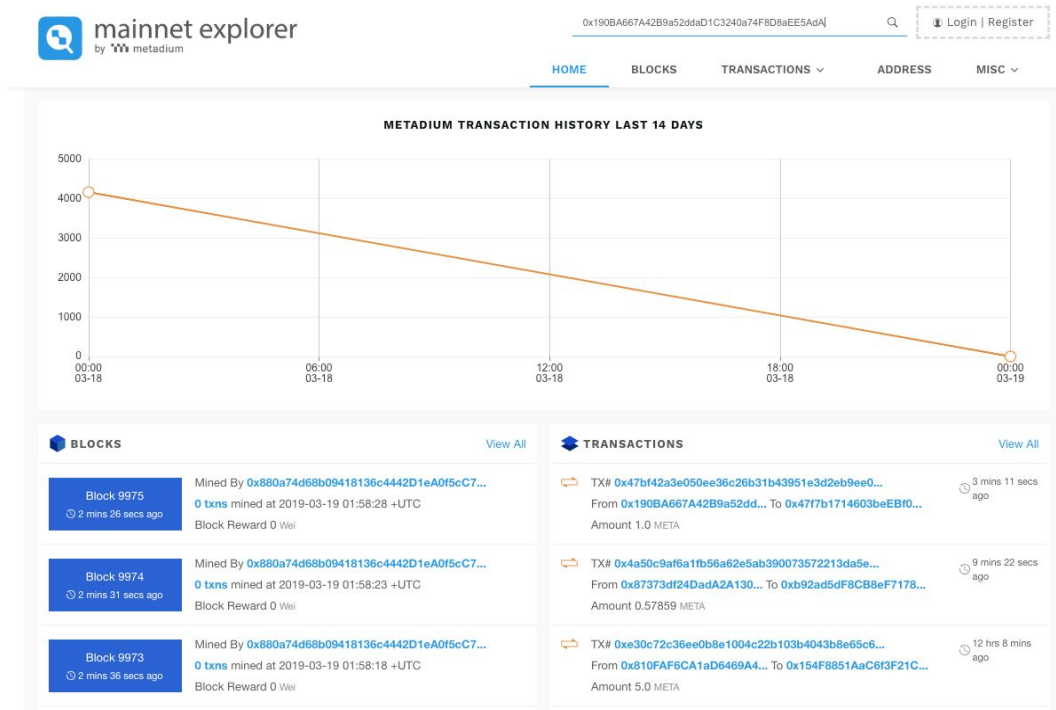 mainnet explorer
by metadium
0x190BA667A42B9a52ddaD1C3240a74F8D8aEE5AdA
Login | Register
HOME BLOCKS TRANSACTIONS ADDRESS MISC
METADIUM TRANSACTION HISTORY LAST 14 DAYS
5000
4000
3000
2000
1000
0
00:00 06:00 12:00 18:00 00:00
03-18 03-18 03-18 03-18 03-19
BLOCKS View All
Block 9975
2 mins 26 secs ago
Mined By 0x880a74d68b09418136c4442D1eA0f5cC7...
0 txns mined at 2019-03-19 01:58:28 +UTC
Block Reward 0 Wei
Block 9974
2 mins 31 secs ago
Mined By 0x880a74d68b09418136c4442D1eA0f5cC7...
0 txns mined at 2019-03-19 01:58:23 +UTC
Block Reward 0 Wei
Block 9973
2 mins 36 secs ago
Mined By 0x880a74d68b09418136c4442D1eA0f5cC7...
0 txns mined at 2019-03-19 01:58:18 +UTC
Block Reward 0 Wei
TRANSACTIONS View All
TX# 0x47bf42a3e050ee36c26b31b43951e3d2eb9ee0...
From 0x190BA667A42B9a52dd... To 0x47f7b1714603beEBf0...
Amount 1.0 META
3 mins 11 secs
ago
TX# 0x4a50c9af6a1fb56a62e5ab390073572213da5e...
From 0x87373df24DadA2A130... To 0xb92ad5dF8CB8eF7178...
Amount 0.57859 META
9 mins 22 secs
ago
TX# 0xe30c72c36ee0b8e1004c22b103b4043b8e65c6...
From 0x810FAF6CA1aD6469A4... To 0x154F8851AaC6f3F21C...
Amount 5.0 META
12 hrs 8 mins
ago